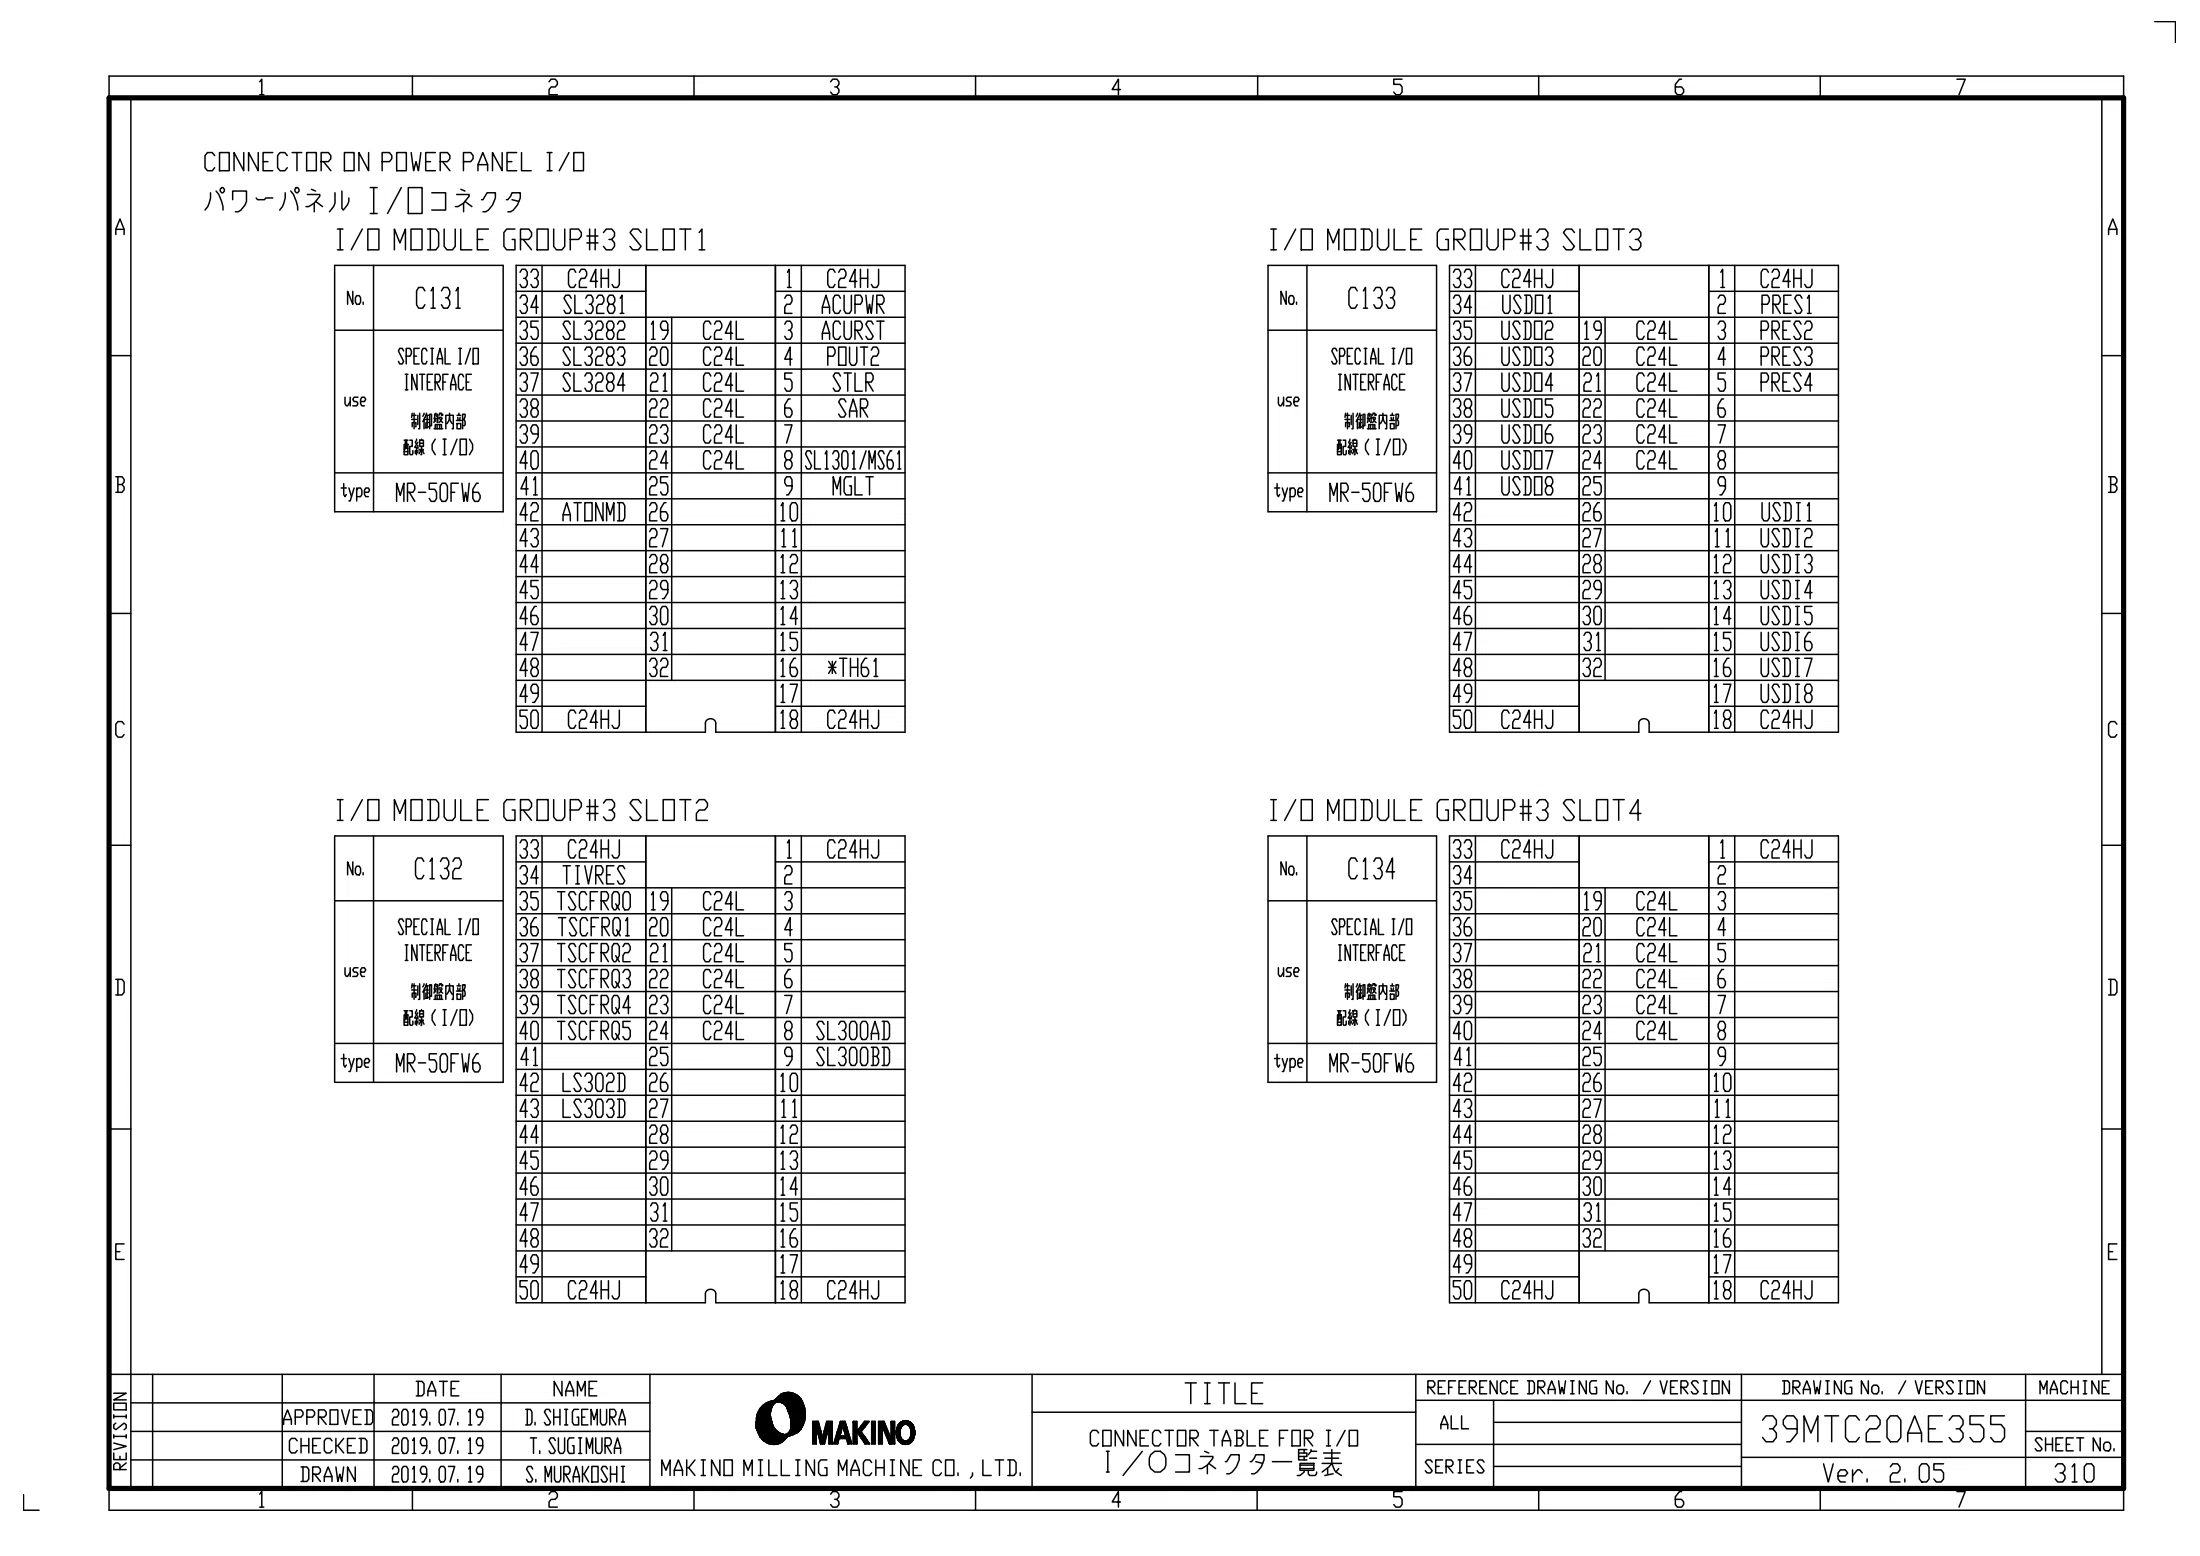 1 2 3 4 5 6 7
CONNECTOR ON POWER PANEL I/O
パワーパネル I/Oコネクタ
I/O MODULE GROUP#3 SLOT1
No. C131
use SPECIAL I/O
INTERFACE
制御盤内部
配線(I/O)
type MR-50FW6
33 C24HJ 1 C24HJ
34 SL3281 2 ACUPWR
35 SL3282 19 C24L 3 ACURST
36 SL3283 20 C24L 4 POUT2
37 SL3284 21 C24L 5 STLR
38 22 C24L 6 SAR
39 23 C24L 7
40 24 C24L 8 SL1301/MS61
41 25 9 MGLT
42 ATONMD 26 10
43 27 11
44 28 12
45 29 13
46 30 14
47 31 15
48 32 16 *TH61
49 17
50 C24HJ 18 C24HJ
I/O MODULE GROUP#3 SLOT3
No. C133
use SPECIAL I/O
INTERFACE
制御盤内部
配線(I/O)
type MR-50FW6
33 C24HJ 1 C24HJ
34 USDO1 2 PRES1
35 USDO2 19 C24L 3 PRES2
36 USDO3 20 C24L 4 PRES3
37 USDO4 21 C24L 5 PRES4
38 USDO5 22 C24L 6
39 USDO6 23 C24L 7
40 USDO7 24 C24L 8
41 USDO8 25 9
42 26 10 USDI1
43 27 11 USDI2
44 28 12 USDI3
45 29 13 USDI4
46 30 14 USDI5
47 31 15 USDI6
48 32 16 USDI7
49 17 USDI8
50 C24HJ 18 C24HJ
I/O MODULE GROUP#3 SLOT2
No. C132
use SPECIAL I/O
INTERFACE
制御盤内部
配線(I/O)
type MR-50FW6
33 C24HJ 1 C24HJ
34 TIVRES 2
35 TSCFRQ0 19 C24L 3
36 TSCFRQ1 20 C24L 4
37 TSCFRQ2 21 C24L 5
38 TSCFRQ3 22 C24L 6
39 TSCFRQ4 23 C24L 7
40 TSCFRQ5 24 C24L 8 SL300AD
41 25 9 SL300BD
42 LS302D 26 10
43 LS303D 27 11
44 28 12
45 29 13
46 30 14
47 31 15
48 32 16
49 17
50 C24HJ 18 C24HJ
I/O MODULE GROUP#3 SLOT4
No. C134
use SPECIAL I/O
INTERFACE
制御盤内部
配線(I/O)
type MR-50FW6
33 C24HJ 1 C24HJ
34 2
35 19 C24L 3
36 20 C24L 4
37 21 C24L 5
38 22 C24L 6
39 23 C24L 7
40 24 C24L 8
41 25 9
42 26 10
43 27 11
44 28 12
45 29 13
46 30 14
47 31 15
48 32 16
49 17
50 C24HJ 18 C24HJ
A A
B B
C C
D D
E E
REVISION
DATE NAME
APPROVED 2019.07.19 D. SHIGEMURA
CHECKED 2019.07.19 T. SUGIMURA
DRAWN 2019.07.19 S. MURAKOSHI
MAKINO
MAKINO MILLING MACHINE CO., LTD.
TITLE
CONNECTOR TABLE FOR I/O
I/Oコネクタ一覧表
REFERENCE DRAWING No. / VERSION
ALL
SERIES
DRAWING No. / VERSION
39MTC20AE355
Ver. 2.05
MACHINE
SHEET No.
310
1 2 3 4 5 6 7